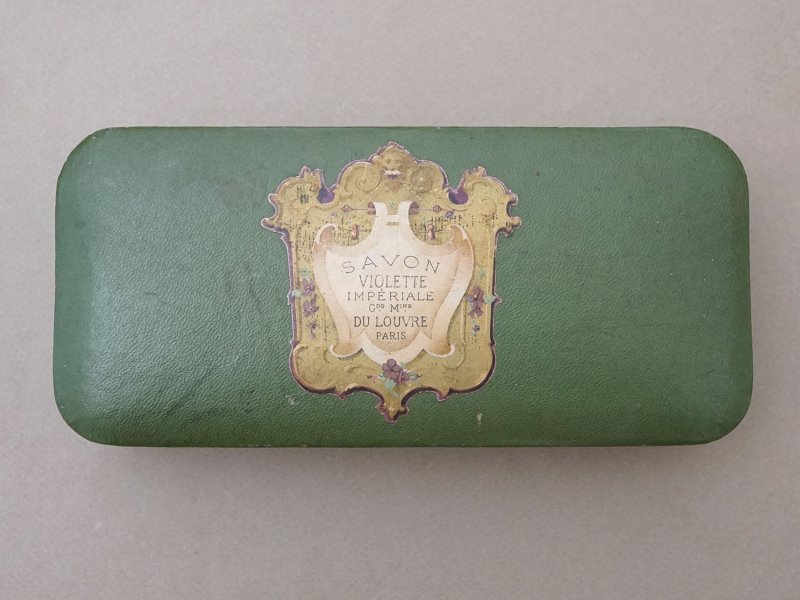 SAVON
VIOLETTE
IMPÉRIALE
Gds Mins
DU LOUVRE
PARIS